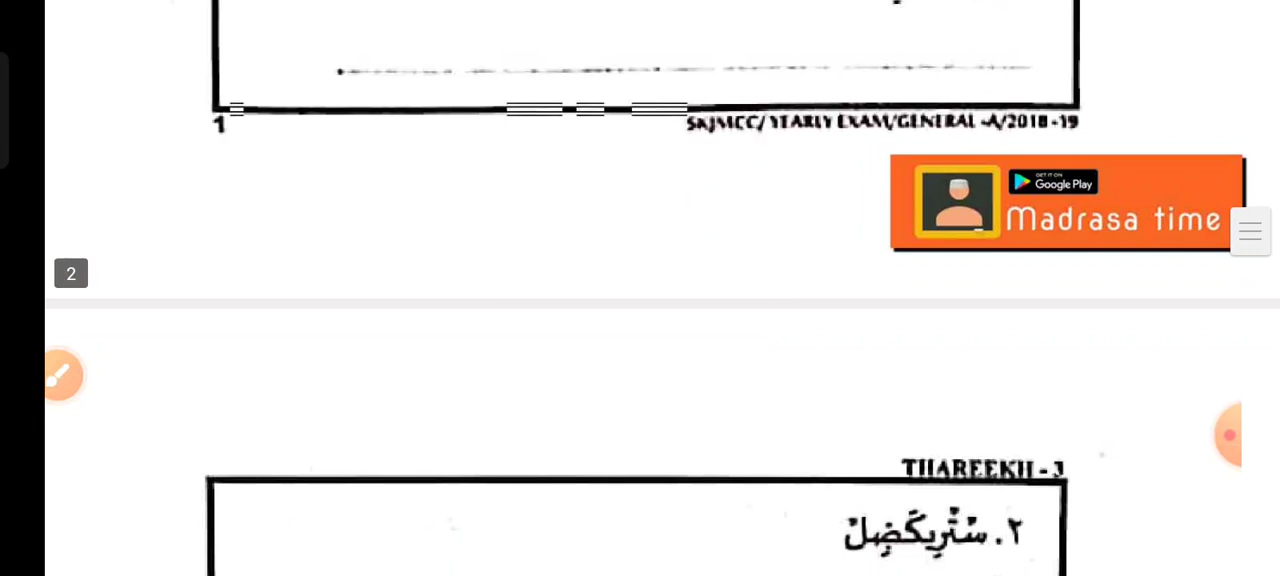 1
SKJMCC/ YEARLY EXAM/GENERAL -A/2018 -19
GET IT ON
Google Play
Madrasa time
2
THAREEKH - 3
٢. سْتْرِيكَضِلْ